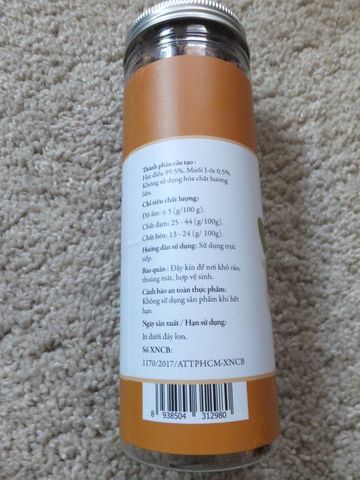 Thành phần cấu tạo :
Hạt điều 99.5%, Muối I-ốt 0,5%.
Không sử dụng hóa chất hương
liệu.
Chỉ tiêu chất lượng:
Độ ẩm: ≤ 5 (g/100 g).
Chất đạm: 25 - 44 (g/100g).
Chất béo: 13 - 24 (g/ 100g).
Hướng dẫn sử dụng: Sử dụng trực
tiếp.
Bảo quản : Đậy kín để nơi khô ráo,
thoáng mát, hợp vệ sinh.
Cảnh báo an toàn thực phẩm:
Không sử dụng sản phẩm khi hết
hạn.
Ngày sản xuất / Hạn sử dụng:
In dưới đáy lon.
Số XNCB:
1170/2017/ATTPHCM-XNCB
8 938504 312980